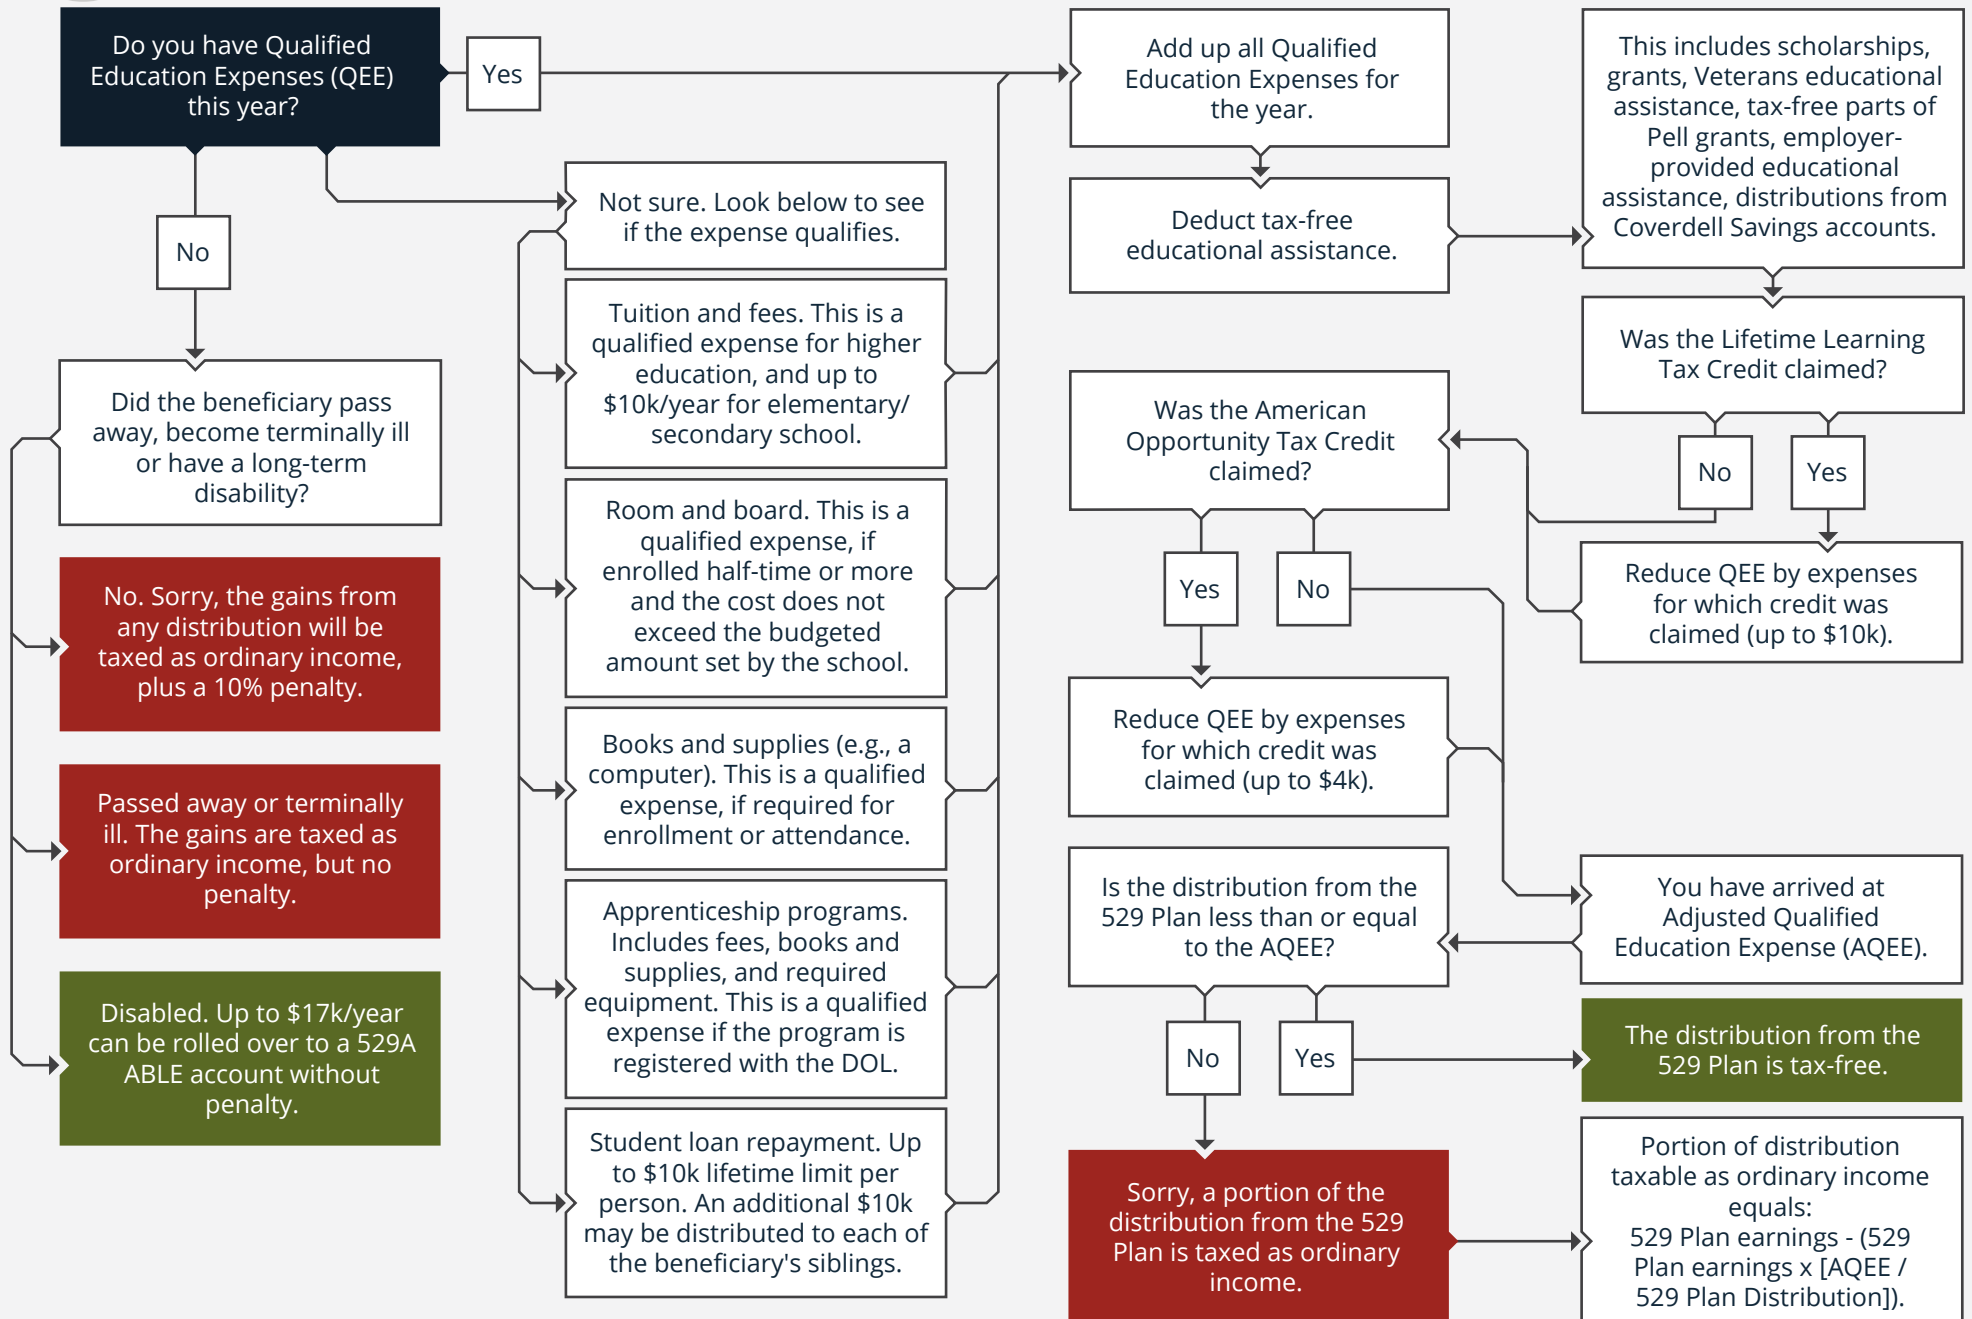 Do you have Qualified
Education Expenses (QEE)
this year?
Yes
No
Did the beneficiary pass
away, become terminally ill
or have a long-term
disability?
No. Sorry, the gains from
any distribution will be
taxed as ordinary income,
plus a 10% penalty.
Passed away or terminally
ill. The gains are taxed as
ordinary income, but no
penalty.
Disabled. Up to $17k/year
can be rolled over to a 529A
ABLE account without
penalty.
Not sure. Look below to see
if the expense qualifies.
Tuition and fees. This is a
qualified expense for higher
education, and up to
$10k/year for elementary/
secondary school.
Room and board. This is a
qualified expense, if
enrolled half-time or more
and the cost does not
exceed the budgeted
amount set by the school.
Books and supplies (e.g., a
computer). This is a qualified
expense, if required for
enrollment or attendance.
Apprenticeship programs.
Includes fees, books and
supplies, and required
equipment. This is a qualified
expense if the program is
registered with the DOL.
Student loan repayment. Up
to $10k lifetime limit per
person. An additional $10k
may be distributed to each of
the beneficiary's siblings.
Add up all Qualified
Education Expenses for
the year.
Deduct tax-free
educational assistance.
This includes scholarships,
grants, Veterans educational
assistance, tax-free parts of
Pell grants, employer-
provided educational
assistance, distributions from
Coverdell Savings accounts.
Was the Lifetime Learning
Tax Credit claimed?
No
Yes
Reduce QEE by expenses
for which credit was
claimed (up to $10k).
Was the American
Opportunity Tax Credit
claimed?
Yes
No
Reduce QEE by expenses
for which credit was
claimed (up to $4k).
You have arrived at
Adjusted Qualified
Education Expense (AQEE).
Is the distribution from the
529 Plan less than or equal
to the AQEE?
No
Yes
The distribution from the
529 Plan is tax-free.
Sorry, a portion of the
distribution from the 529
Plan is taxed as ordinary
income.
Portion of distribution
taxable as ordinary income
equals:
529 Plan earnings - (529
Plan earnings x [AQEE /
529 Plan Distribution]).